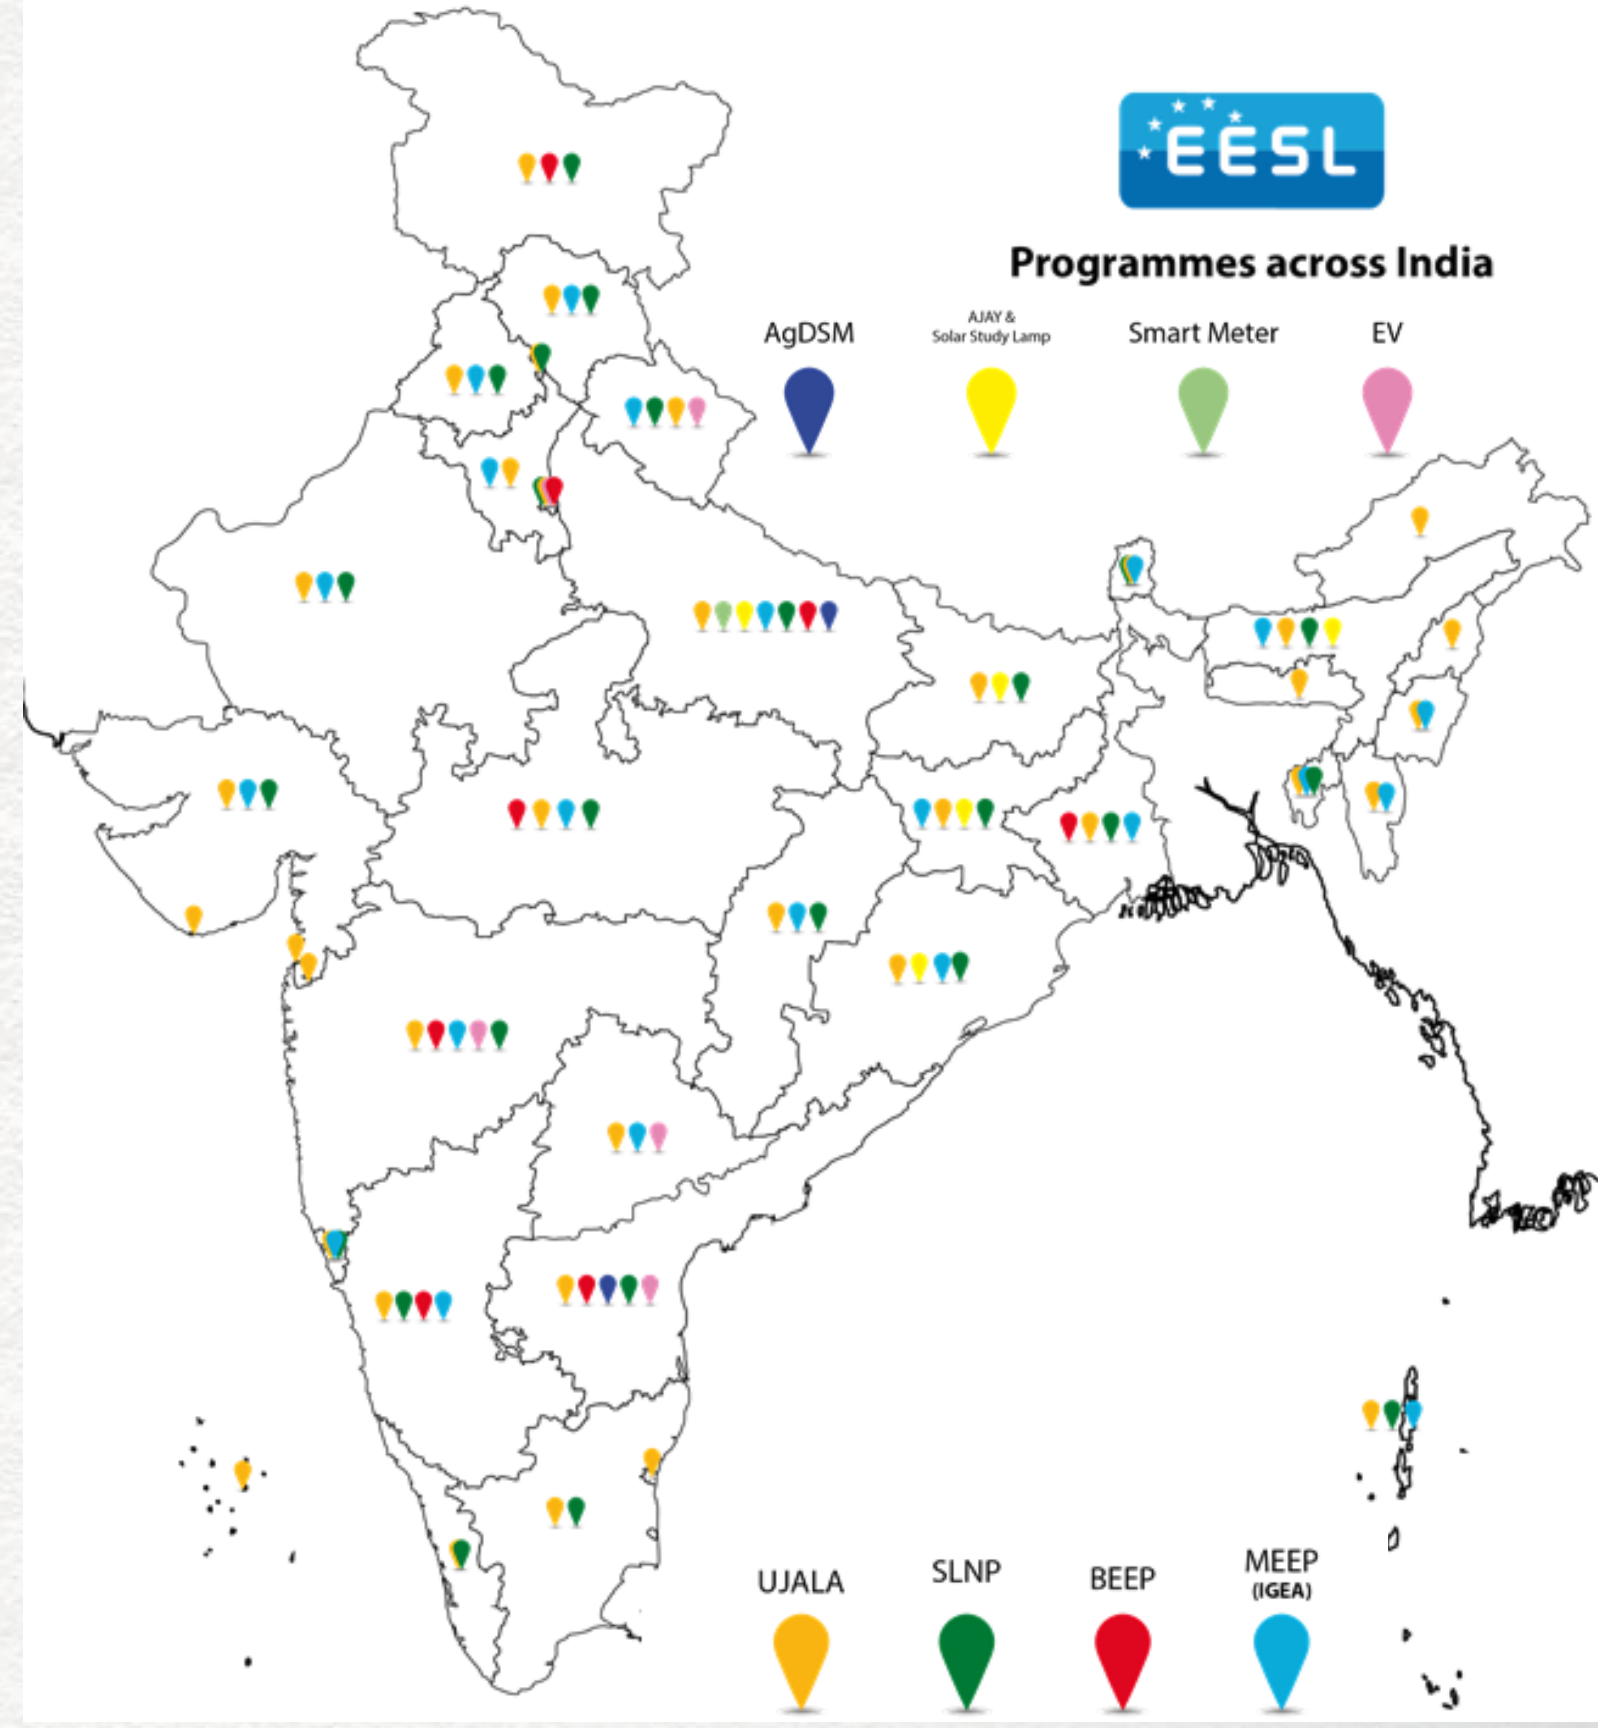 EESL
Programmes across India
AgDSM
AJAY &
Solar Study Lamp
Smart Meter
EV
UJALA
SLNP
BEEP
MEEP
(IGEA)